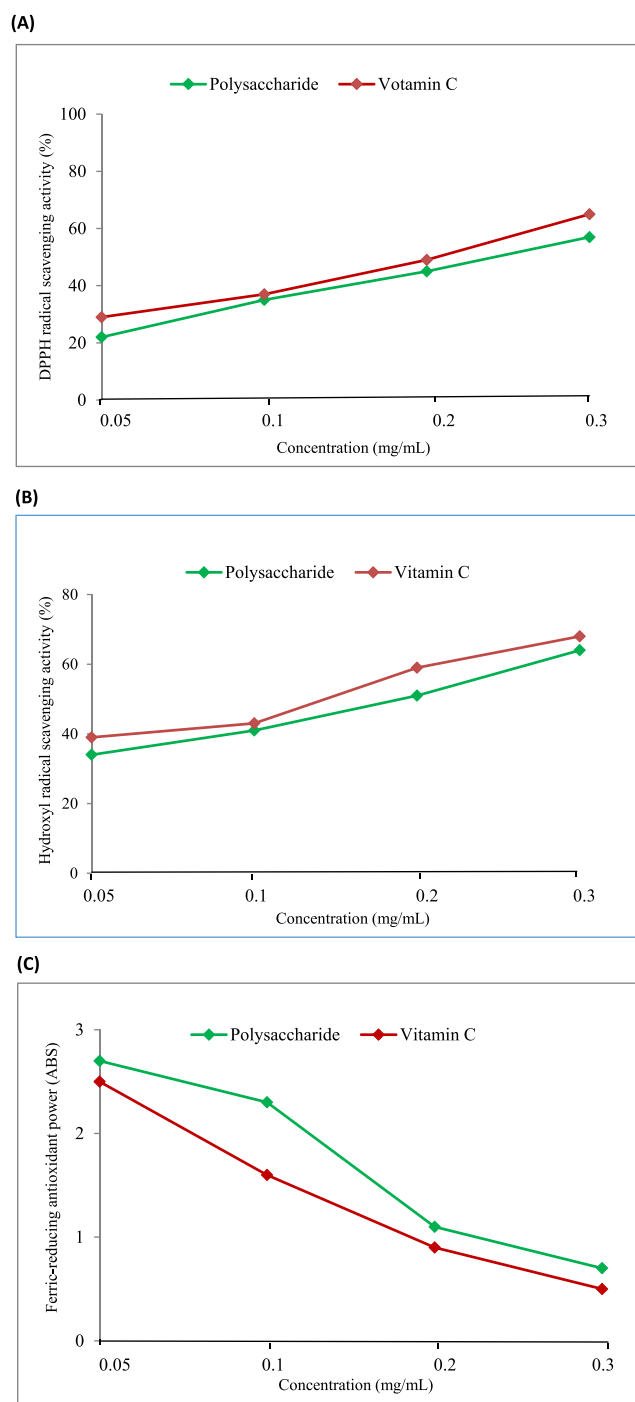 (A)
Polysaccharide Votamin C
DPPH radical scavenging activity (%)
100
80
60
40
20
0
0.05 0.1 0.2 0.3
Concentration (mg/mL)
(B)
Polysaccharide Vitamin C
Hydroxyl radical scavenging activity (%)
80
60
40
20
0
0.05 0.1 0.2 0.3
Concentration (mg/mL)
(C)
Polysaccharide Vitamin C
Ferric-reducing antioxidant power (ABS)
3
2
1
0
0.05 0.1 0.2 0.3
Concentration (mg/mL)